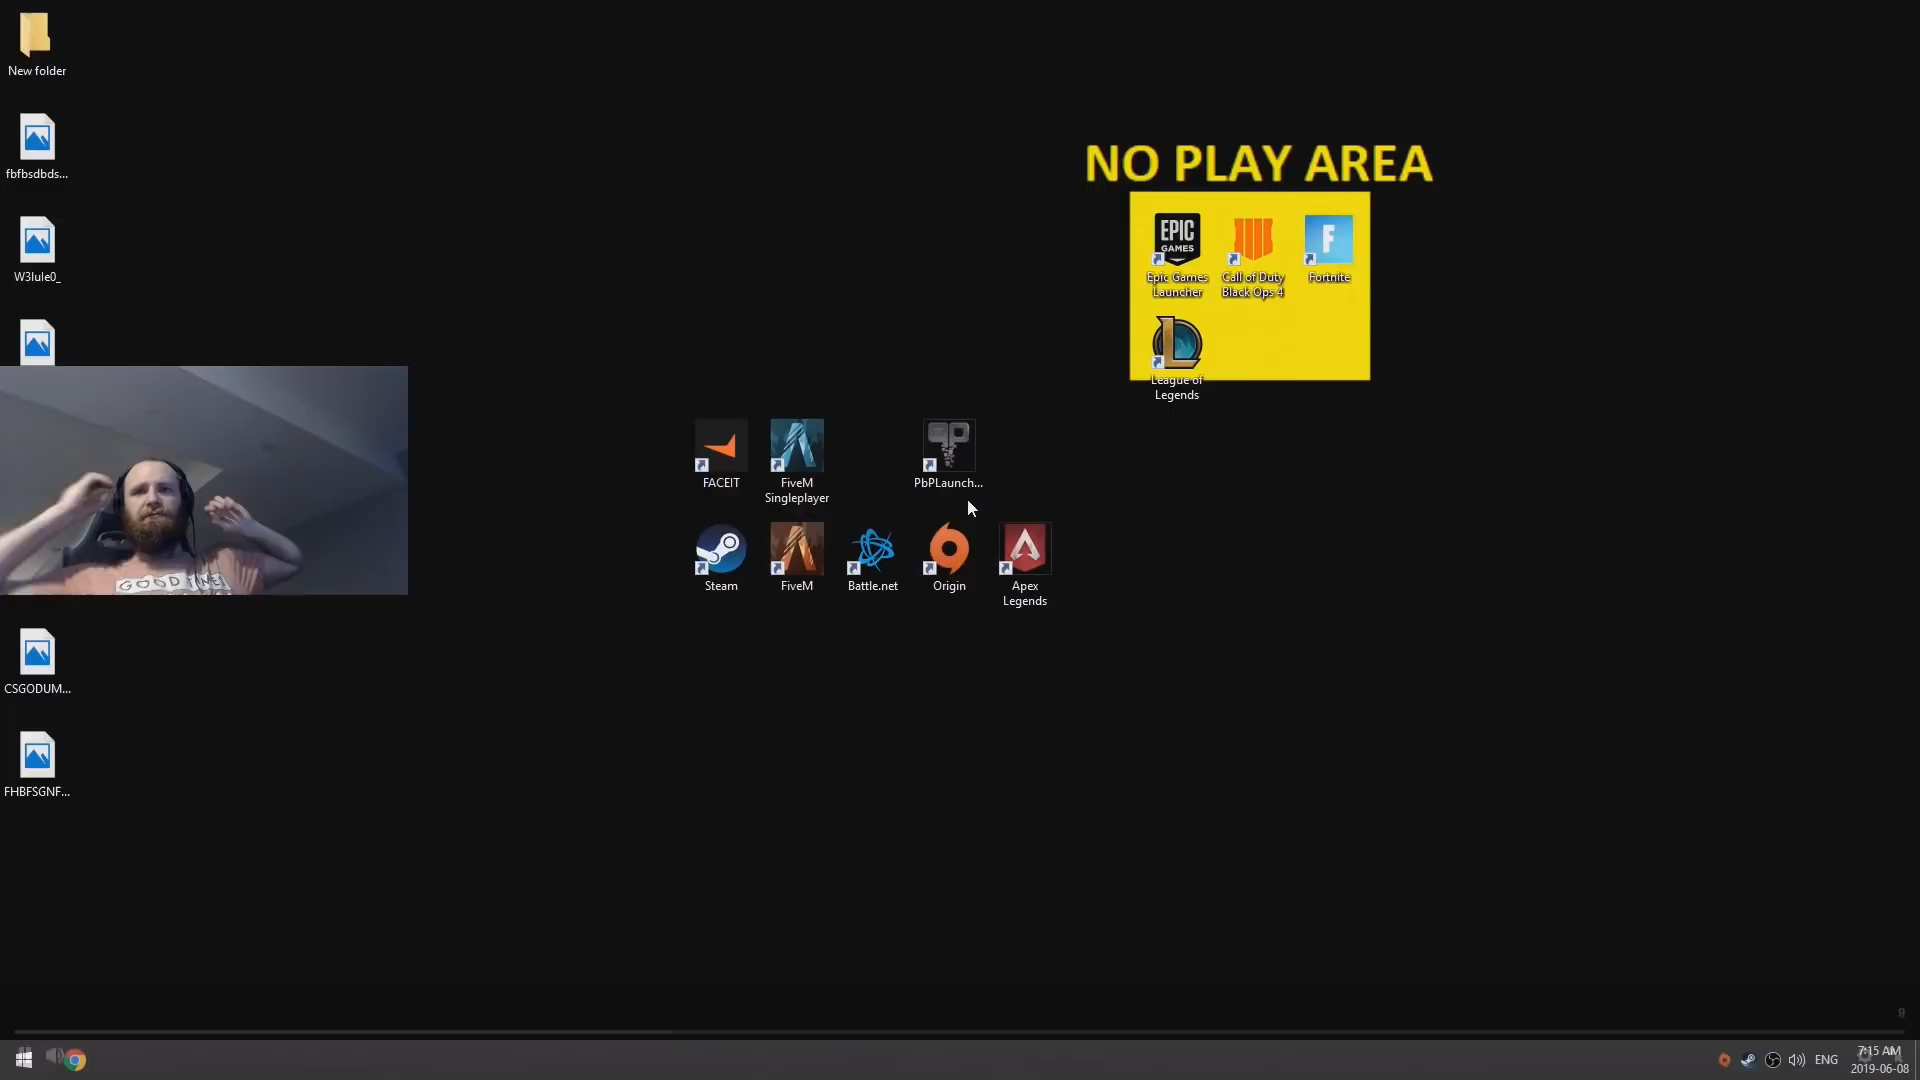 New folder
fbfbsdbds...
W3lule0_
NO PLAY AREA
EPIC GAMES
Epic Games Launcher
Call of Duty Black Ops 4
F
Fortnite
League of Legends
FACEIT
FiveM Singleplayer
PbPLaunch...
Steam
FiveM
Battle.net
Origin
Apex Legends
GOOD TIMES
CSGODUM...
FHBFSGNF...
9
ENG
7:15 AM
2019-06-08